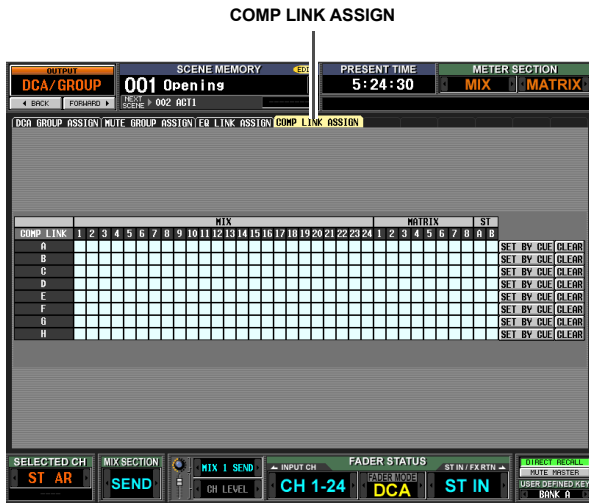 COMP LINK ASSIGN
OUTPUT SCENE MEMORY EDI PRESENT TIME METER SECTION
DCA/GROUP 001 Opening 5:24:30 MIX MATRIX
BACK FORWARD NEXT SCENE 002 ACT1
DCA GROUP ASSIGN MUTE GROUP ASSIGN EQ LINK ASSIGN COMP LINK ASSIGN
MIX MATRIX ST
COMP LINK 1 2 3 4 5 6 7 8 9 10 11 12 13 14 15 16 17 18 19 20 21 22 23 24 1 2 3 4 5 6 7 8 A B
A SET BY CUE CLEAR
B SET BY CUE CLEAR
C SET BY CUE CLEAR
D SET BY CUE CLEAR
E SET BY CUE CLEAR
F SET BY CUE CLEAR
G SET BY CUE CLEAR
H SET BY CUE CLEAR
SELECTED CH MIX SECTION MIX 1 SEND INPUT CH FADER STATUS ST IN / FX RTN DIRECT RECALL
ST AR SEND CH LEVEL CH 1-24 FADER MODE DCA ST IN MUTE MASTER
USER DEFINED KEY
BANK A